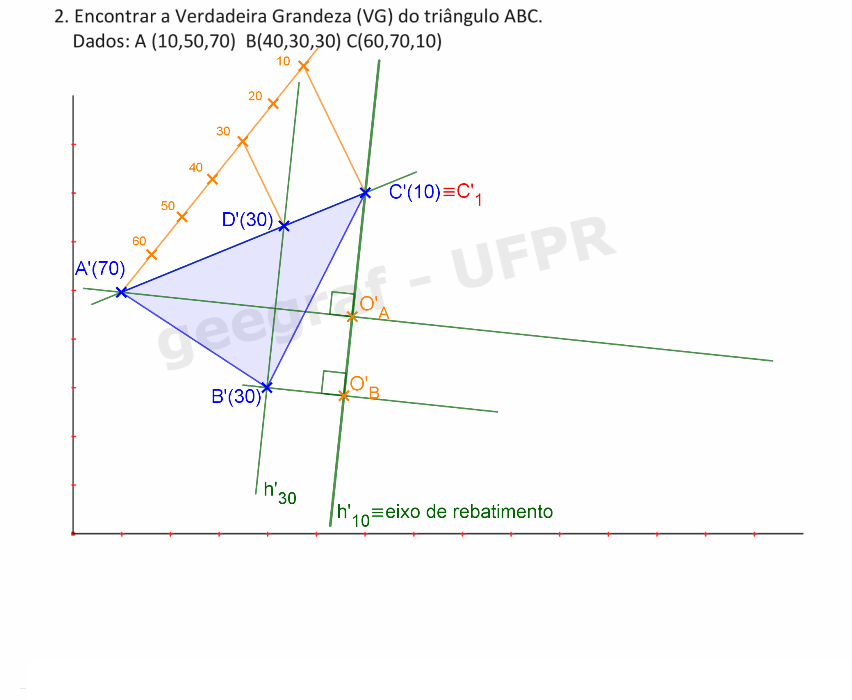 2. Encontrar a Verdadeira Grandeza (VG) do triângulo ABC.
Dados: A (10,50,70)  B(40,30,30) C(60,70,10)
10
20
30
40
50
60
C'(10)≡C'1
D'(30)
A'(70)
geegraf - UFPR
O'A
O'B
B'(30)
h'30
h'10≡eixo de rebatimento